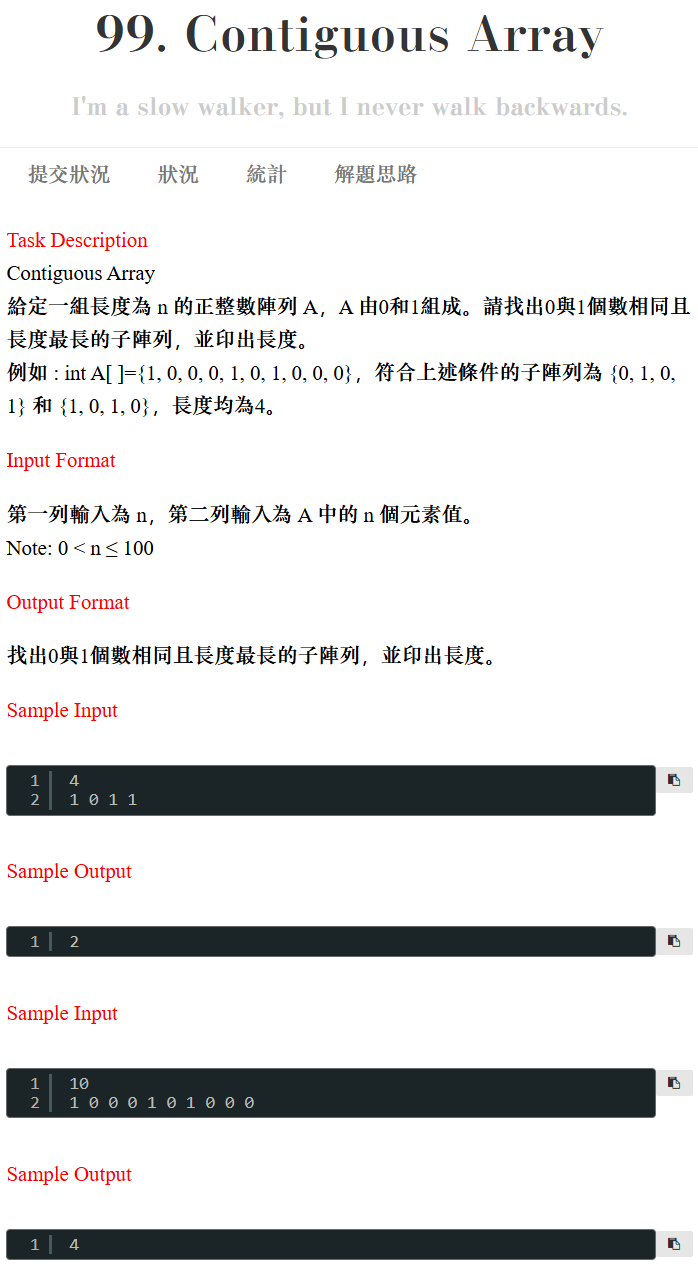 99. Contiguous Array
I'm a slow walker, but I never walk backwards.
提交狀況 狀況 統計 解題思路
Task Description
Contiguous Array
給定一組長度為 n 的正整數陣列 A，A 由0和1組成。請找出0與1個數相同且
長度最長的子陣列，並印出長度。
例如 : int A[ ]={1, 0, 0, 0, 1, 0, 1, 0, 0, 0}，符合上述條件的子陣列為 {0, 1, 0,
1} 和 {1, 0, 1, 0}，長度均為4。
Input Format
第一列輸入為 n，第二列輸入為 A 中的 n 個元素值。
Note: 0 < n ≤ 100
Output Format
找出0與1個數相同且長度最長的子陣列，並印出長度。
Sample Input
1 4
2 1 0 1 1
Sample Output
1 2
Sample Input
1 10
2 1 0 0 0 1 0 1 0 0 0
Sample Output
1 4